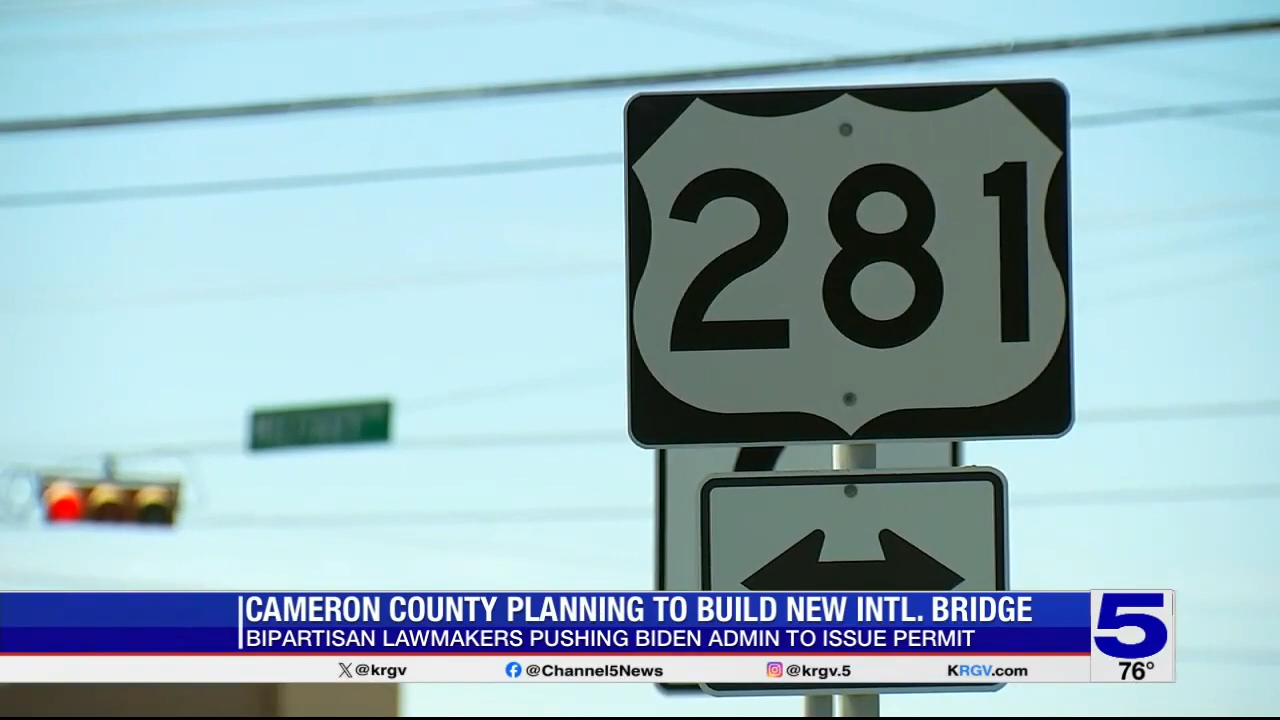 281
CAMERON COUNTY PLANNING TO BUILD NEW INTL. BRIDGE
BIPARTISAN LAWMAKERS PUSHING BIDEN ADMIN TO ISSUE PERMIT
5
@krgv @Channel5News @krgv.5 KRGV.com 76°